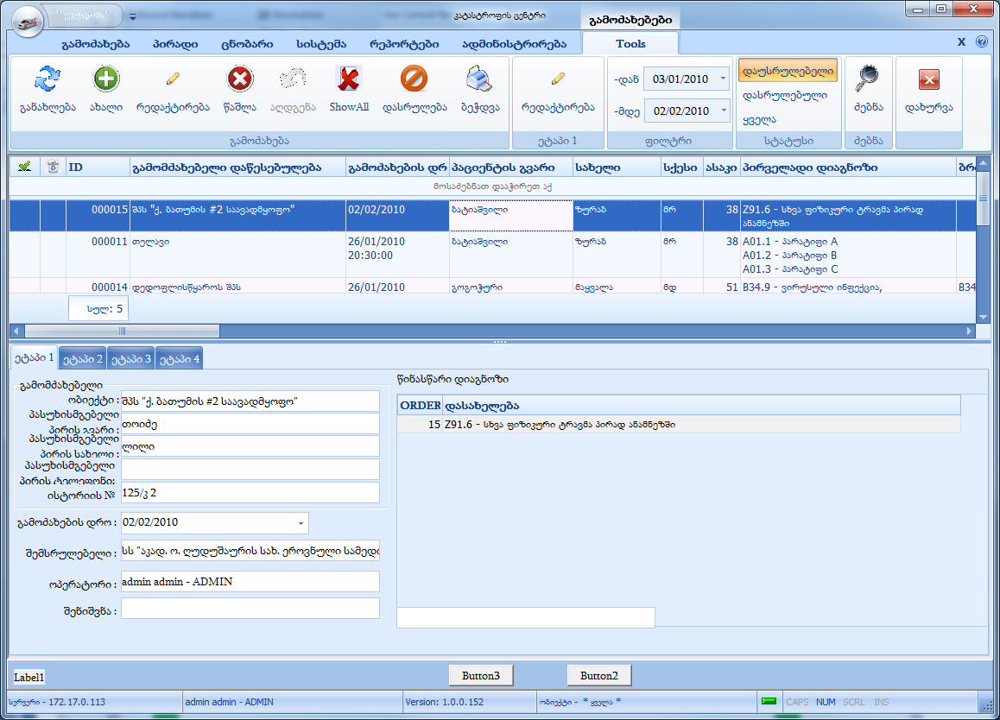 კატასტროფის ცენტრი
გამოძახებები
გამოძახება პირადი ცნობარი სისტემა რეპორტები ადმინისტრირება Tools X
განახლება ახალი რედაქტირება წაშლა აღდგენა ShowAll დასრულება ბეჭდვა
გამოძახება
რედაქტირება
ეტაპი 1
-დან 03/01/2010
-მდე 02/02/2010
ფილტრი
დაუსრულებელი
დასრულებული
ყველა
სტატუსი
ძებნა
ძებნა
დახურვა
ID გამომძახებელი დაწესებულება გამოძახების დრ პაციენტის გვარი სახელი სქესი ასაკი პირველადი დიაგნოზი ბრ
მოსაძებნათ დააჭირეთ აქ
000015 შპს "ქ. ბათუმის #2 საავადმყოფო" 02/02/2010 ბატიაშვილი ზურაბ მრ 38 Z91.6 - სხვა ფიზიკური ტრავმა პირად
ანამნეზში
000011 თელავი 26/01/2010 ბატიაშვილი ზურაბ მრ 38 A01.1 - პარატიფი A
20:30:00 A01.2 - პარატიფი B
A01.3 - პარატიფი C
000014 დედოფლისწყაროს შპს 26/01/2010 გოგოჭური მაყვალა მდ 51 B34.9 - ვირუსული ინფექცია, B34
სულ: 5
ეტაპი 1 ეტაპი 2 ეტაპი 3 ეტაპი 4
გამომძახებელი
ობიექტი : შპს "ქ. ბათუმის #2 საავადმყოფო"
პასუხისმგებელი
პირის გვარი : თოიძე
პასუხისმგებელი
პირის სახელი : ლილი
პასუხისმგებელი
პირის ტელეფონი:
ისტორიის № 125/კ 2
გამოძახების დრო : 02/02/2010
შემსრულებელი : სს "აკად. ო. ღუდუშაურის სახ. ეროვნული სამედი
ოპერატორი : admin admin - ADMIN
შენიშვნა :
წინასწარი დიაგნოზი
ORDER დასახელება
15 Z91.6 - სხვა ფიზიკური ტრავმა პირად ანამნეზში
Label1 Button3 Button2
სერვერი - 172.17.0.113 admin admin - ADMIN Version: 1.0.0.152 ობიექტი - * ყველა * CAPS NUM SCRL INS